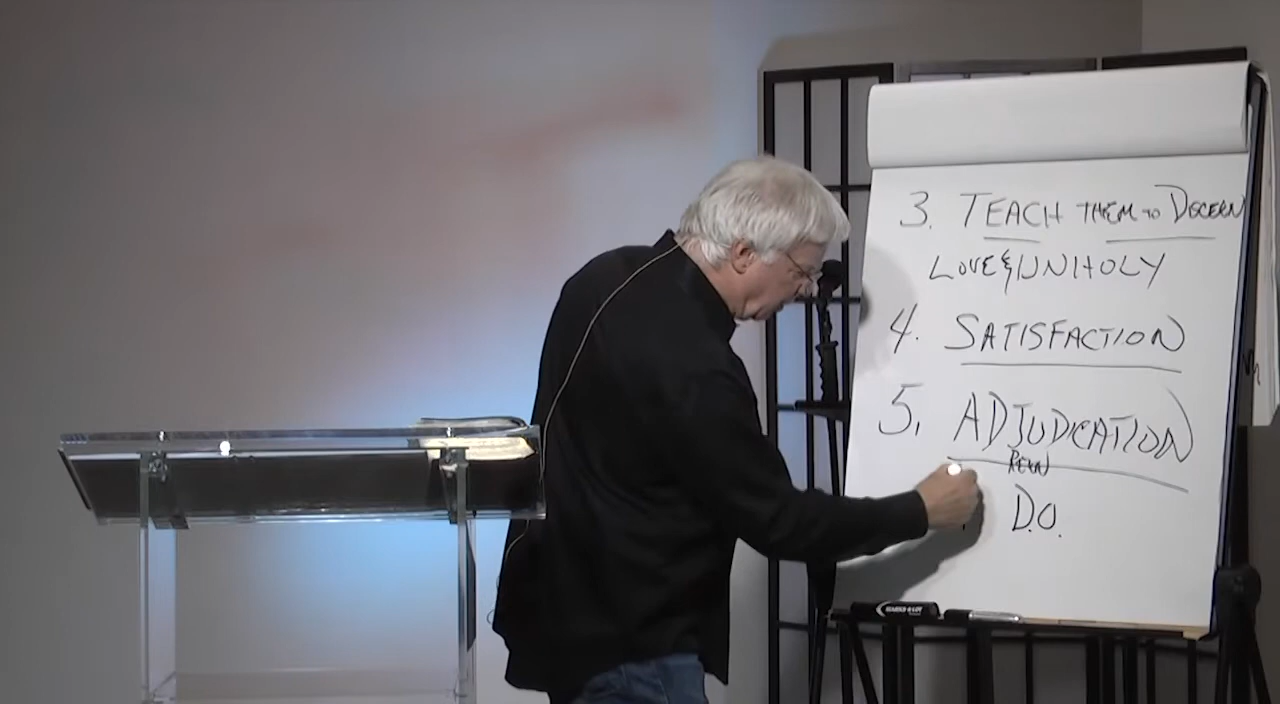 3. TEACH THEM TO DECERN
LOVE & UNHOLY
4. SATISFACTION
5. ADJUDICATION
D.O.